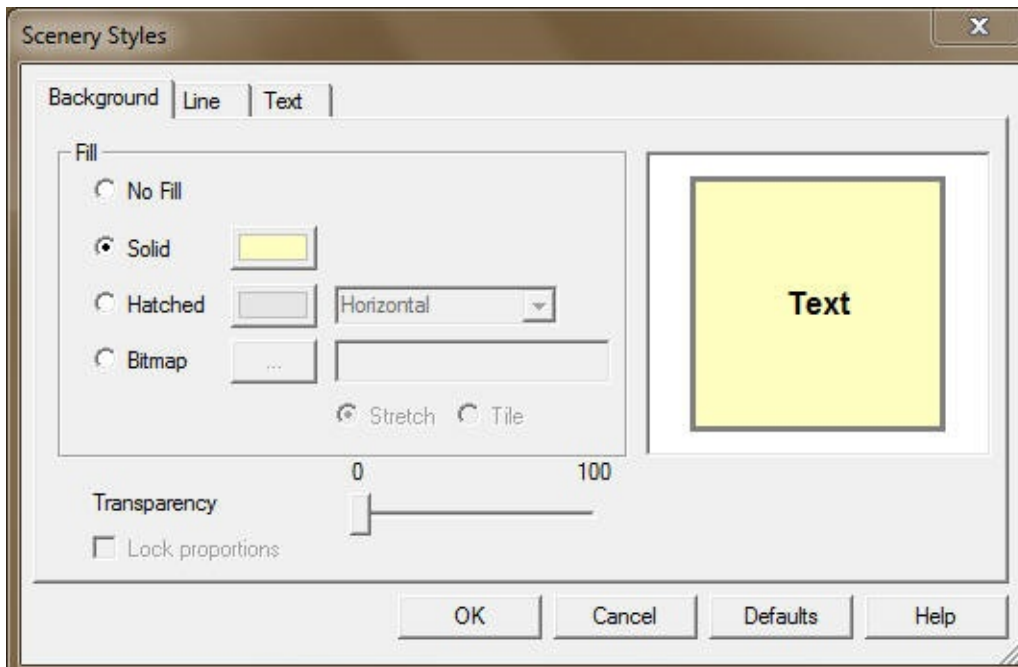 Scenery Styles
Background Line Text
Fill
No Fill
Solid
Hatched Horizontal
Bitmap ...
Stretch Tile
Text
0 100
Transparency
Lock proportions
OK Cancel Defaults Help